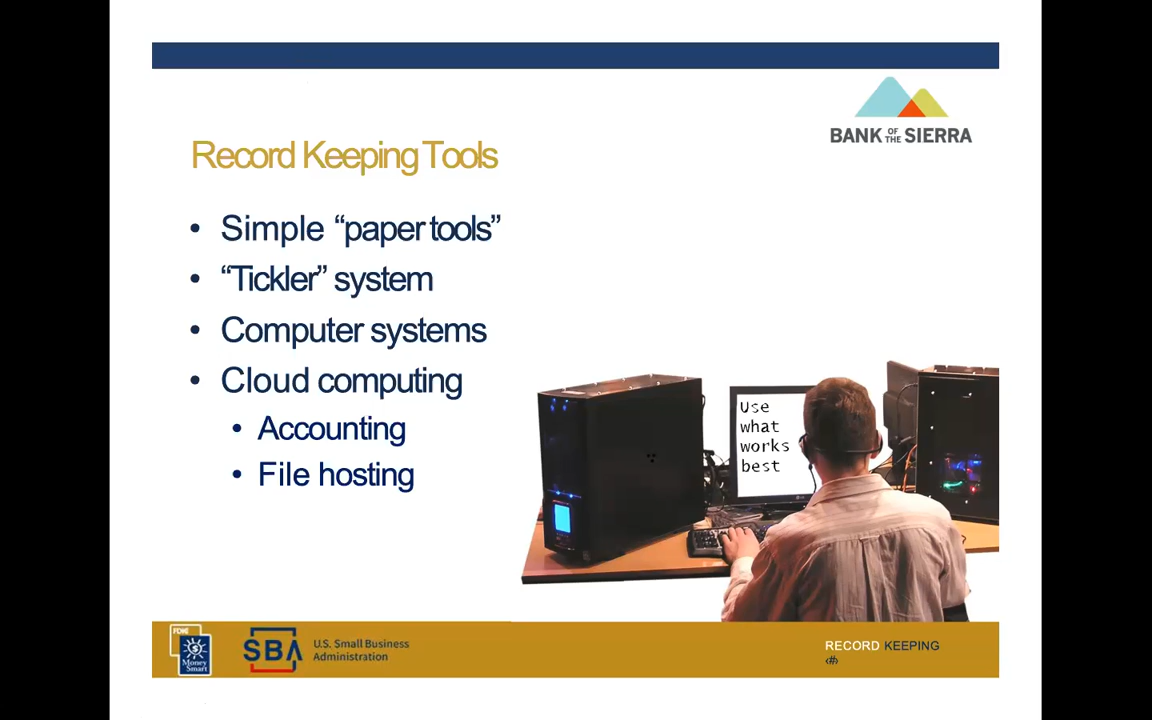 BANK OF THE SIERRA
Record Keeping Tools
• Simple “paper tools”
• “Tickler” system
• Computer systems
• Cloud computing
• Accounting
• File hosting
Use
what
works
best
FDIC
Money
Smart
SBA
U.S. Small Business
Administration
RECORD KEEPING
‹#›